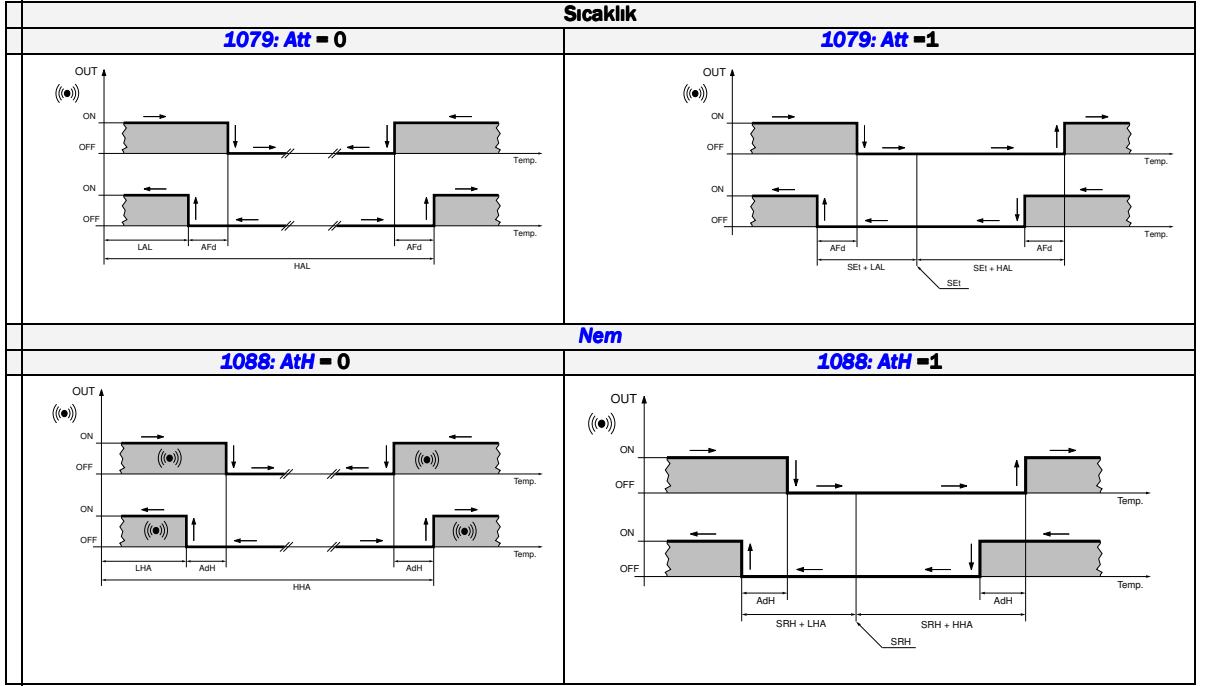 Sıcaklık
1079: Att = 0
1079: Att =1
OUT
ON
OFF
Temp.
ON
OFF
Temp.
LAL
AFd
AFd
HAL
OUT
ON
OFF
Temp.
ON
OFF
Temp.
AFd
AFd
SEt + LAL
SEt + HAL
SEt
Nem
1088: AtH = 0
1088: AtH =1
OUT
ON
OFF
Temp.
ON
OFF
Temp.
LHA
AdH
AdH
HHA
OUT
ON
OFF
Temp.
ON
OFF
Temp.
AdH
AdH
SRH + LHA
SRH + HHA
SRH